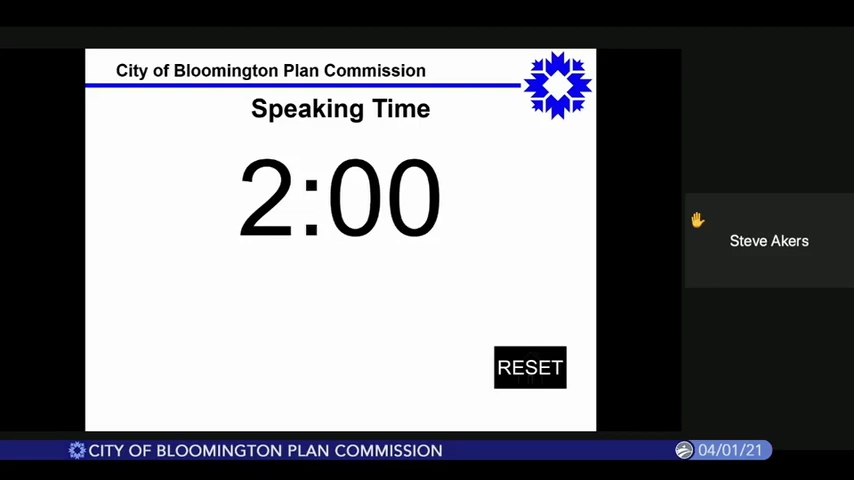 City of Bloomington Plan Commission
Speaking Time
2:00
Steve Akers
RESET
CITY OF BLOOMINGTON PLAN COMMISSION
04/01/21